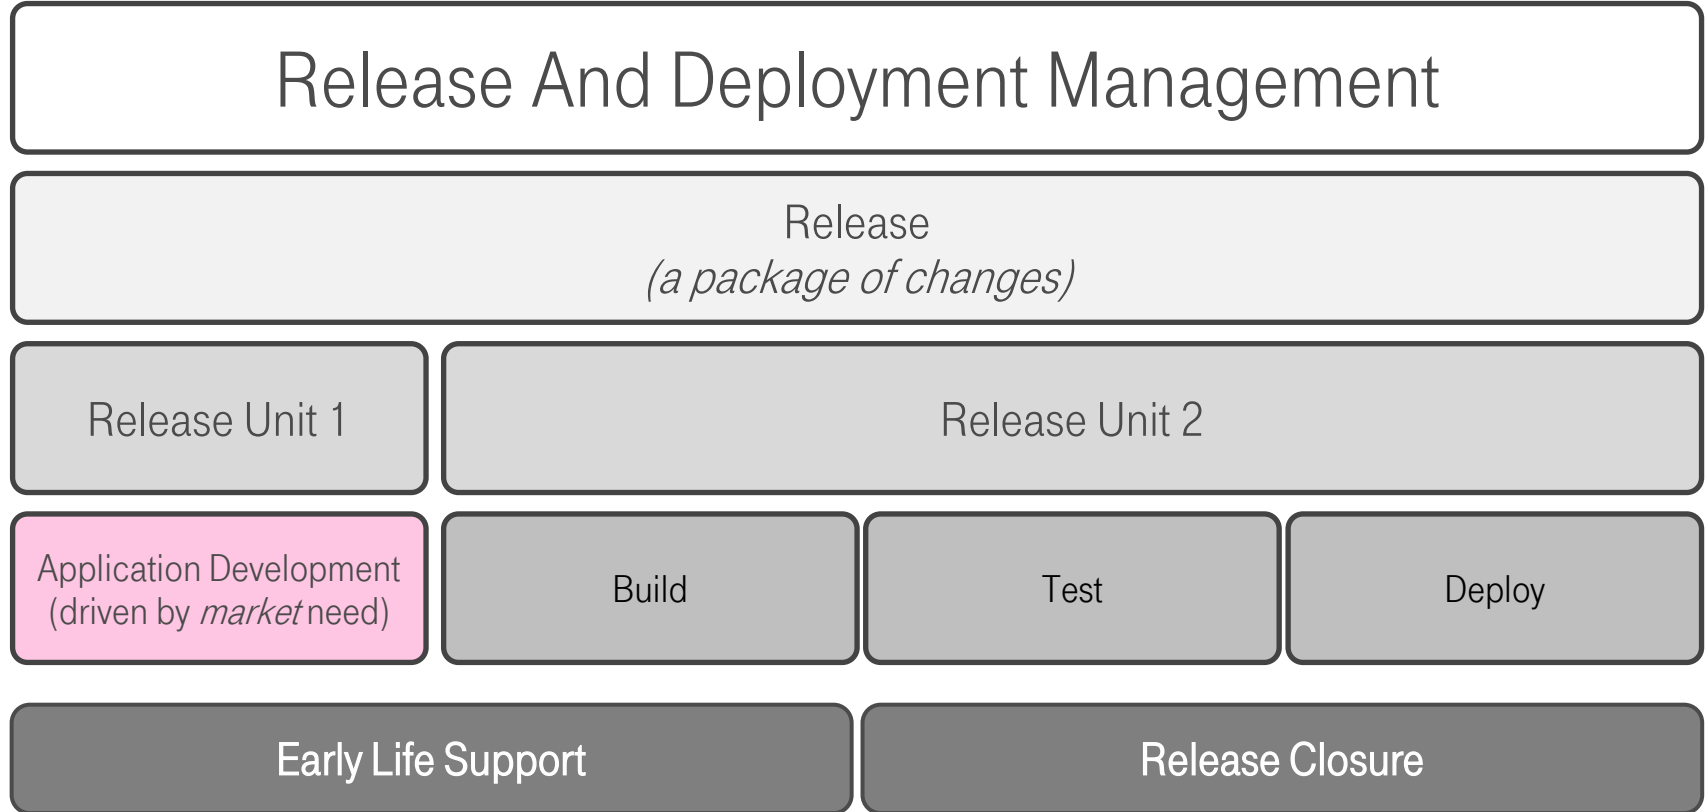 Release And Deployment Management
Release
(a package of changes)
Release Unit 1
Release Unit 2
Application Development
(driven by market need)
Build
Test
Deploy
Early Life Support
Release Closure